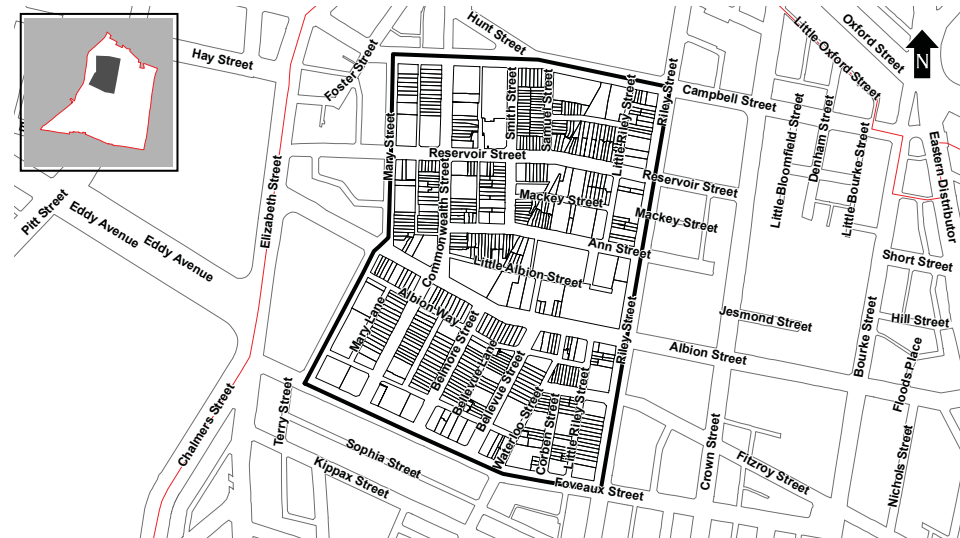 Hunt Street
Oxford Street
Little Oxford Street
N
Hay Street
Foster Street
Campbell Street
Riley Street
Smith Street
Samuel Street
Little Riley Street
Little Bloomfield Street
Denham Street
Little Bourke Street
Eastern Distributor
Mary Street
Reservoir Street
Reservoir Street
Elizabeth Street
Commonwealth Street
Mackey Street
Mackey Street
Pitt Street
Eddy Avenue
Eddy Avenue
Ann Street
Short Street
Little Albion Street
Albion Way
Mary Lane
Belmore Street
Bellevue Lane
Bellevue Street
Riley Street
Jesmond Street
Hill Street
Bourke Street
Albion Street
Floods Place
Chalmers Street
Terry Street
Waterloo Street
Corben Street
Little Riley Street
Crown Street
Sophia Street
Kippax Street
Foveaux Street
Fitzroy Street
Nichols Street